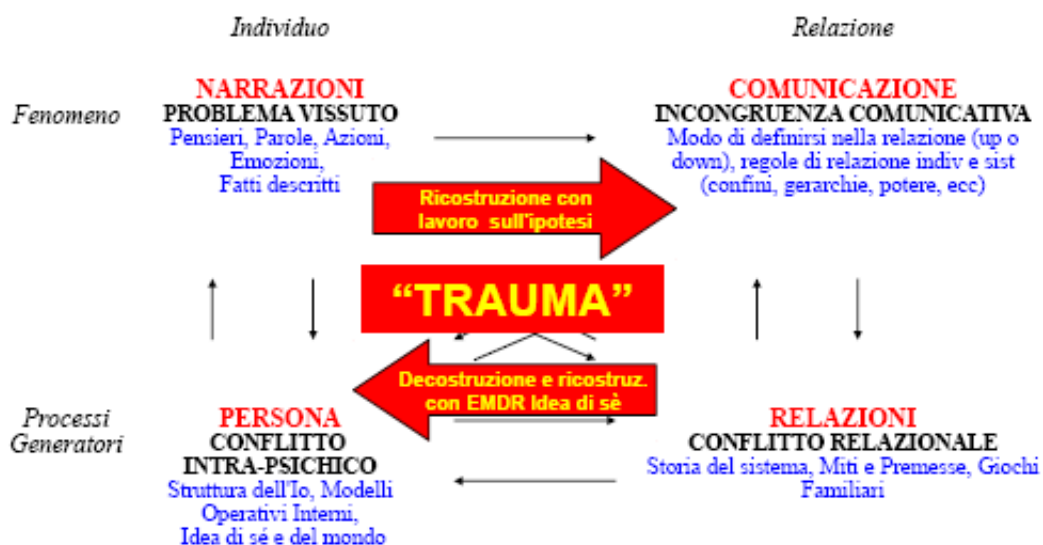 Individuo
Relazione
Fenomeno
NARRAZIONI
PROBLEMA VISSUTO
Pensieri, Parole, Azioni,
Emozioni,
Fatti descritti
COMUNICAZIONE
INCONGRUENZA COMUNICATIVA
Modo di definirsi nella relazione (up o
down), regole di relazione indiv e sist
(confini, gerarchie, potere, ecc)
Ricostruzione con
lavoro sull'ipotesi
“TRAUMA”
Decostruzione e ricostruz.
con EMDR Idea di sè
Processi
Generatori
PERSONA
CONFLITTO
INTRA-PSICHICO
Struttura dell'Io, Modelli
Operativi Interni,
Idea di sé e del mondo
RELAZIONI
CONFLITTO RELAZIONALE
Storia del sistema, Miti e Premesse, Giochi
Familiari